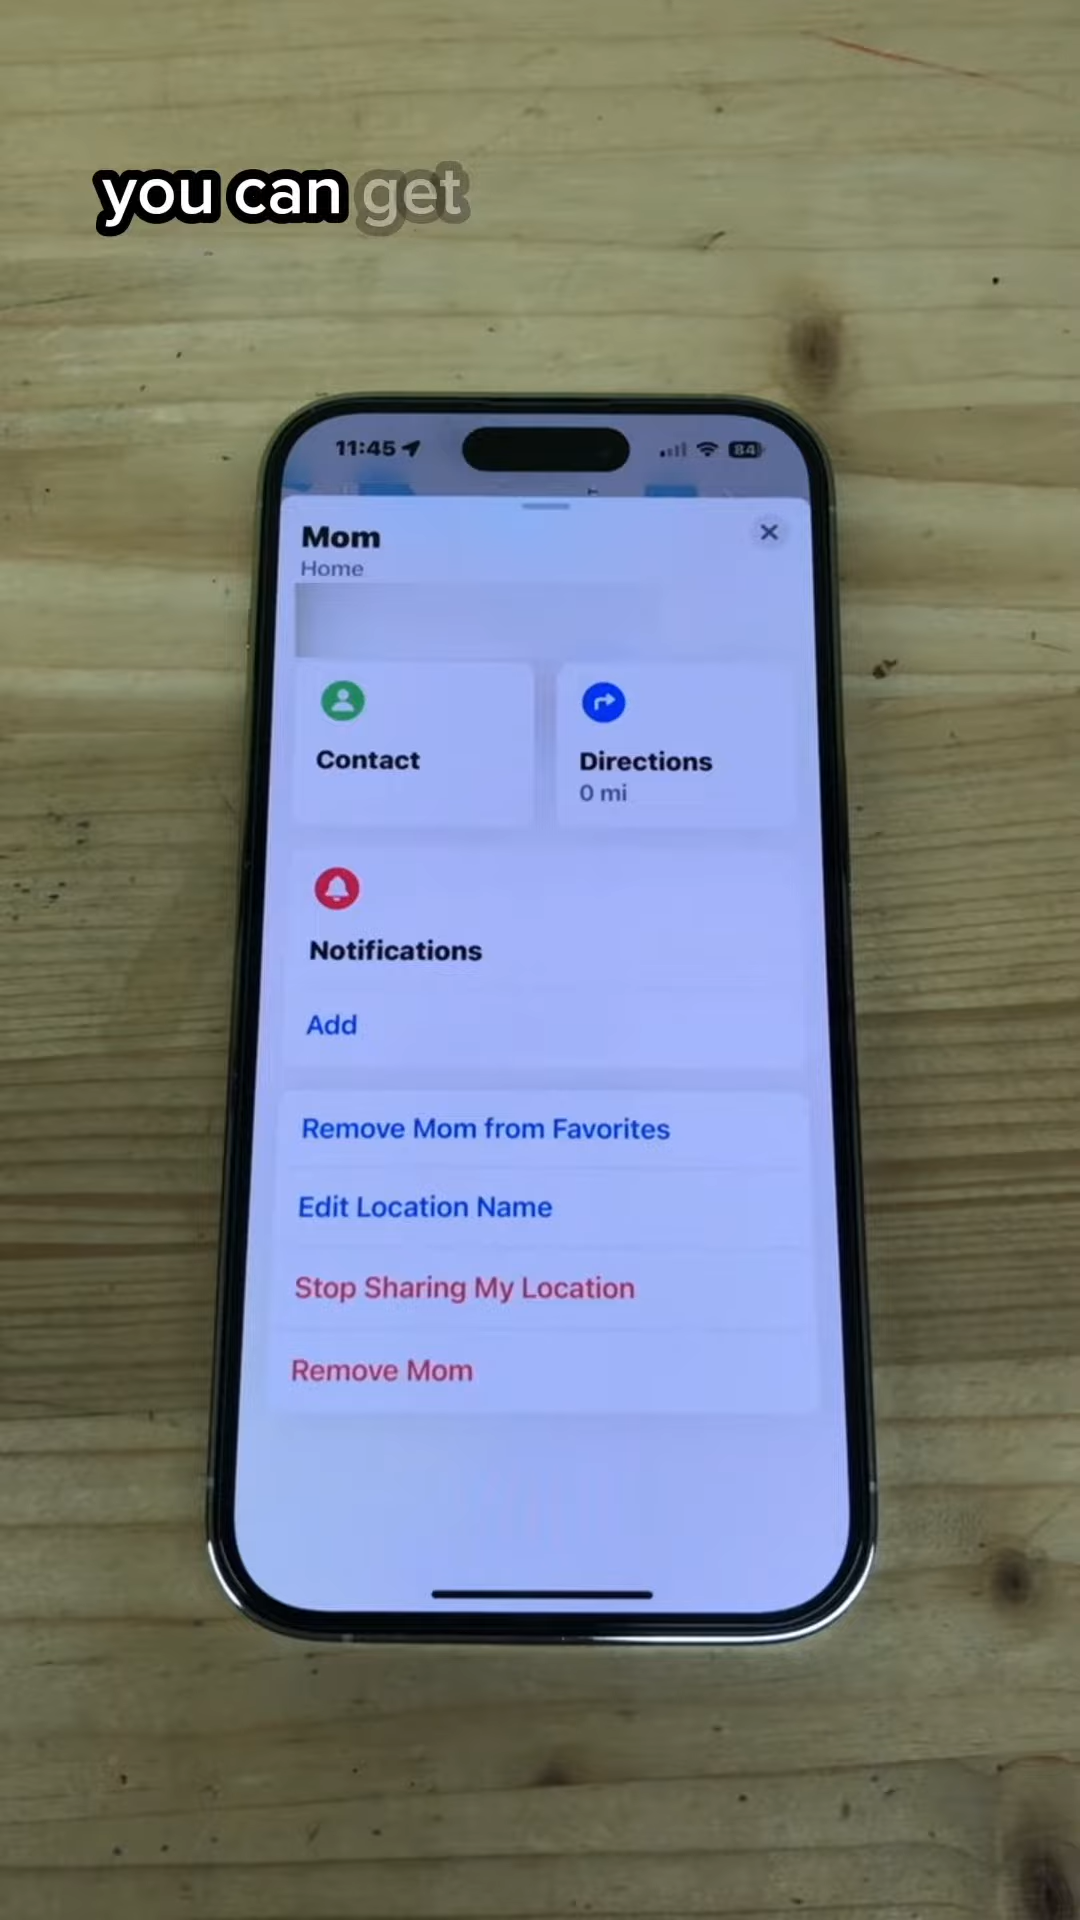 you can get
11:45
84
Mom
Home
Contact
Directions
0 mi
Notifications
Add
Remove Mom from Favorites
Edit Location Name
Stop Sharing My Location
Remove Mom